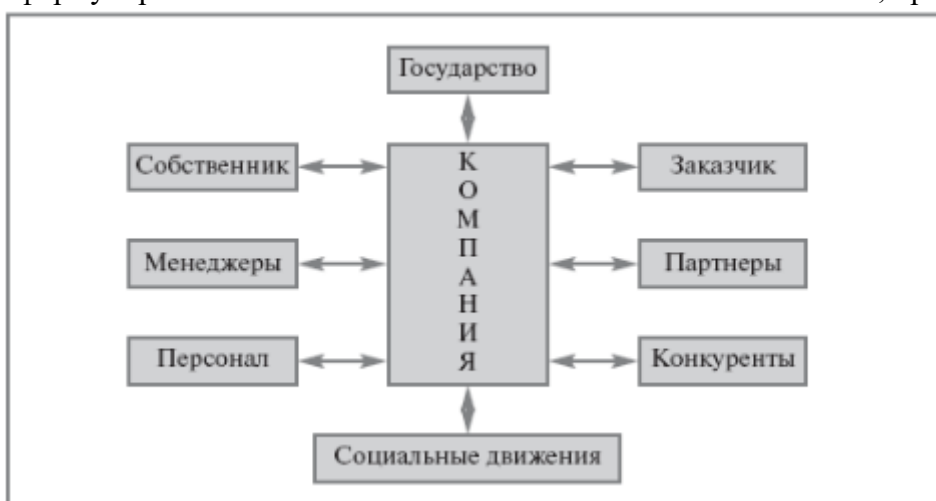 Государство
Собственник
Заказчик
Менеджеры
Партнеры
Персонал
Конкуренты
К
О
М
П
А
Н
И
Я
Социальные движения